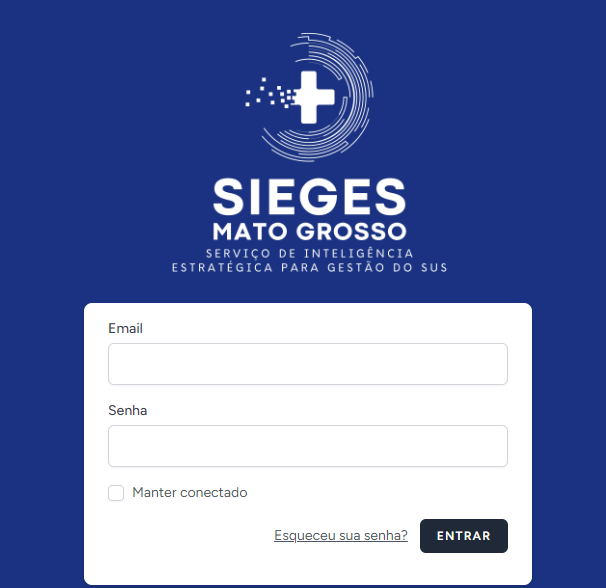 SIEGES
MATO GROSSO
SERVIÇO DE INTELIGÊNCIA
ESTRATÉGICA PARA GESTÃO DO SUS
Email
Senha
Manter conectado
Esqueceu sua senha?
ENTRAR